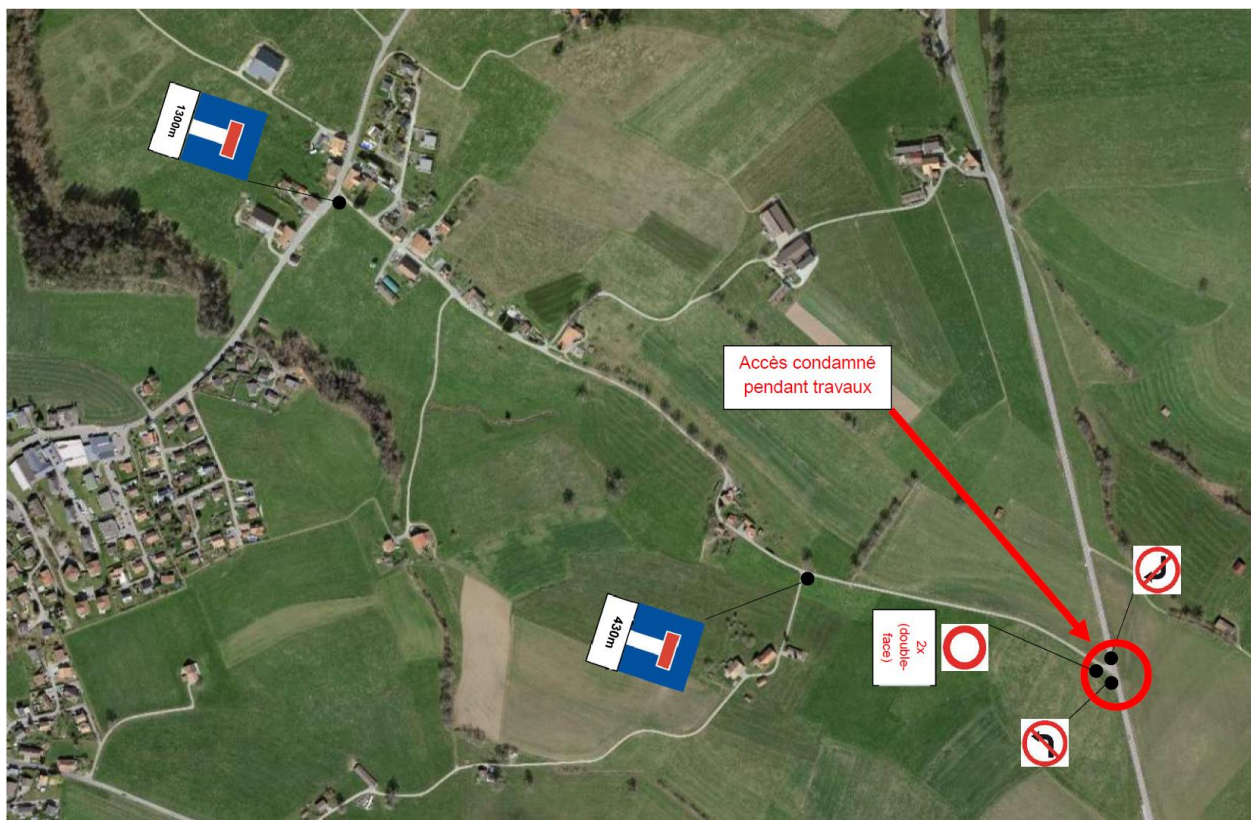 1300m
Accès condamné
pendant travaux
430m
2x
(double-
face)